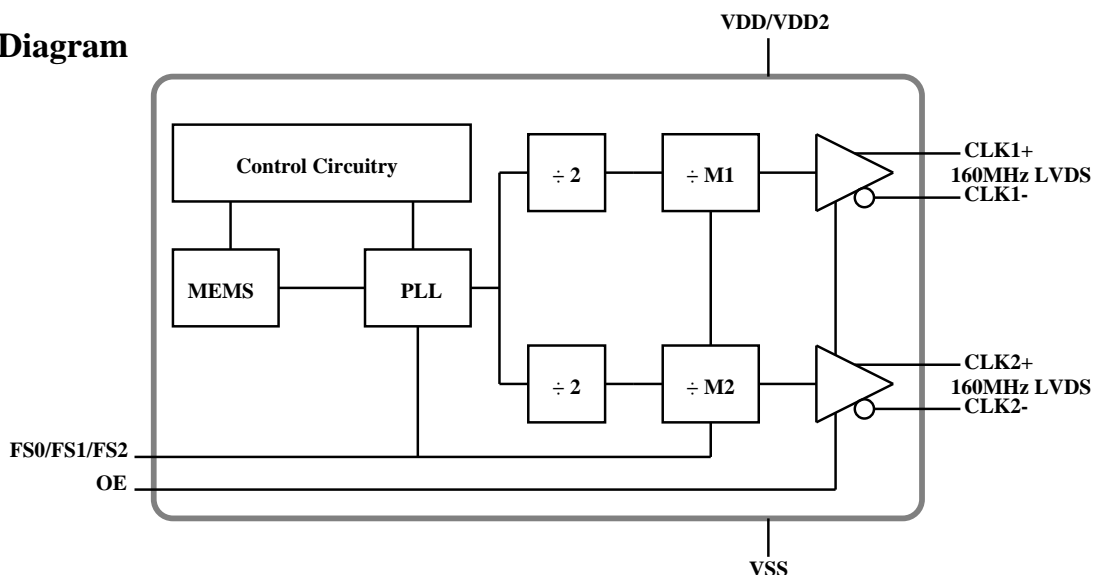 VDD/VDD2
Diagram
Control Circuitry
÷ 2
÷ M1
CLK1+
160MHz LVDS
CLK1-
MEMS
PLL
÷ 2
÷ M2
CLK2+
160MHz LVDS
CLK2-
FS0/FS1/FS2
OE
VSS